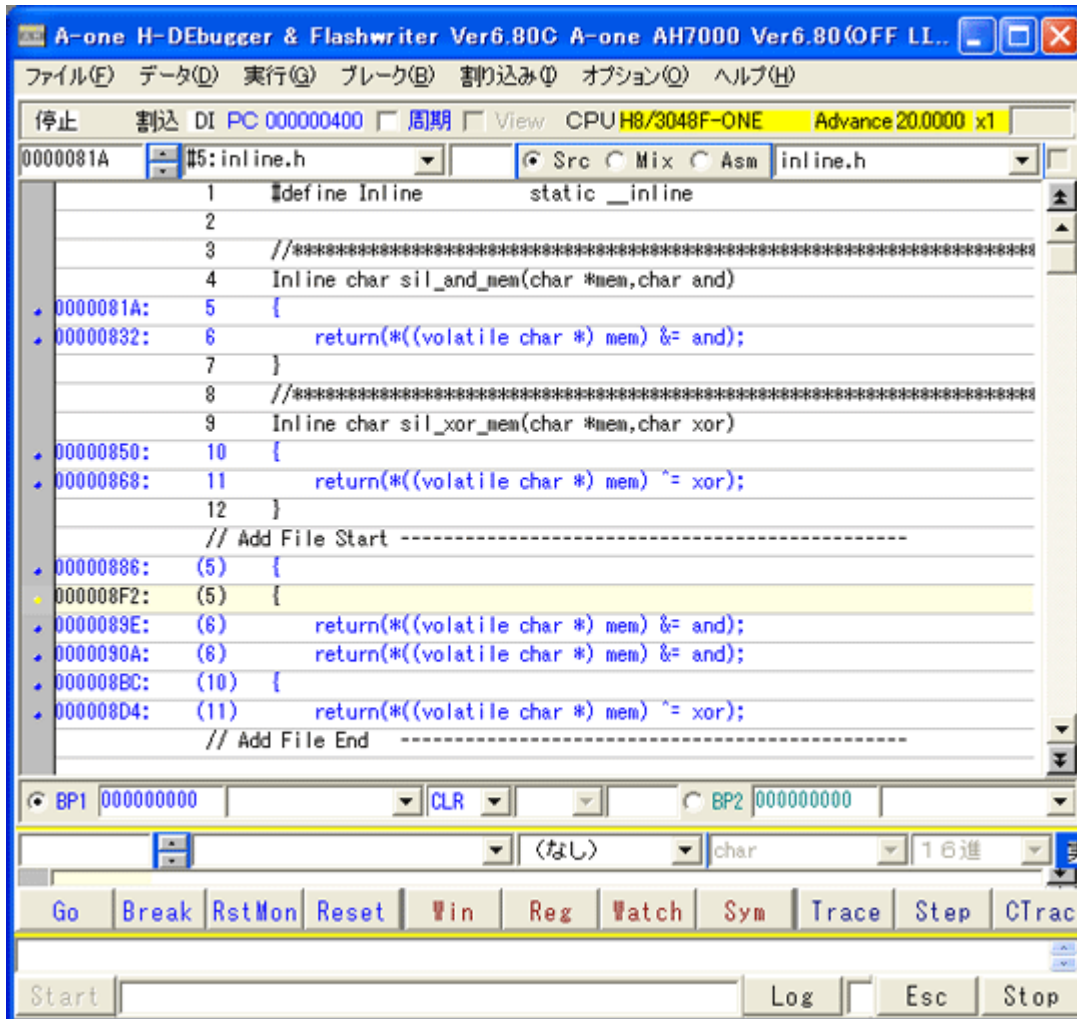 A-one H-DEbugger & Flashwriter Ver6.80C A-one AH7000 Ver6.80(OFF LI..
ファイル(F) データ(D) 実行(G) ブレーク(B) 割り込み(I) オプション(O) ヘルプ(H)
停止 割込 DI PC 000000400 周期 View CPU H8/3048F-ONE Advance 20.0000 x1
0000081A #5:inline.h Src Mix Asm inline.h
1 #define Inline static __inline
2
3 //**********************************************************************
4 Inline char sil_and_mem(char *mem,char and)
0000081A: 5 {
00000832: 6 return(*((volatile char *) mem) &= and);
7 }
8 //**********************************************************************
9 Inline char sil_xor_mem(char *mem,char xor)
00000850: 10 {
00000868: 11 return(*((volatile char *) mem) ^= xor);
12 }
// Add File Start -----------------------------------------------
00000886: (5) {
000008F2: (5) {
0000089E: (6) return(*((volatile char *) mem) &= and);
0000090A: (6) return(*((volatile char *) mem) &= and);
000008BC: (10) {
000008D4: (11) return(*((volatile char *) mem) ^= xor);
// Add File End -----------------------------------------------
BP1 000000000 CLR BP2 000000000
(なし) char 16進
Go Break RstMon Reset Win Reg Watch Sym Trace Step CTrac
Start Log Esc Stop